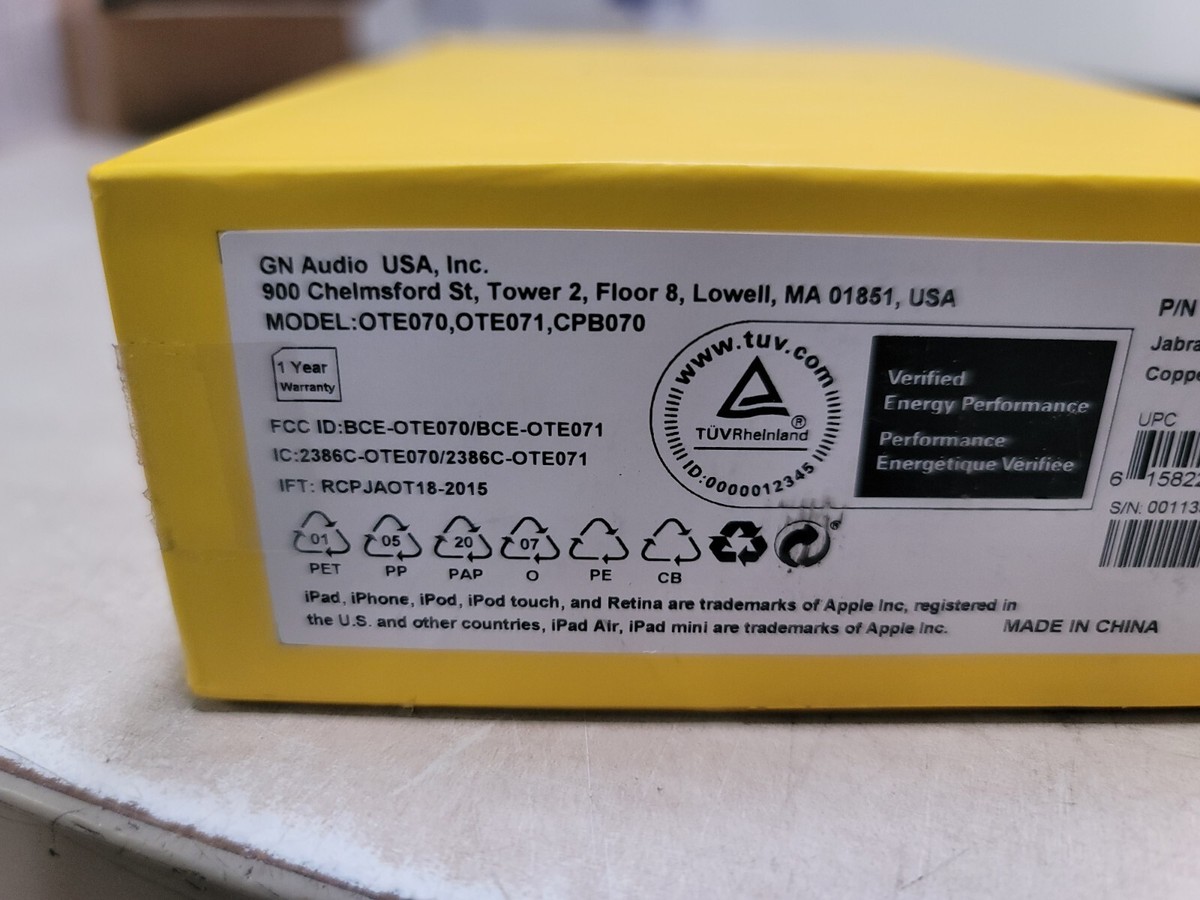 GN Audio USA, Inc.
900 Chelmsford St, Tower 2, Floor 8, Lowell, MA 01851, USA
MODEL:OTE070,OTE071,CPB070
1 Year
Warranty
FCC ID:BCE-OTE070/BCE-OTE071
IC:2386C-OTE070/2386C-OTE071
IFT: RCPJAOT18-2015
www.tuv.com
TÜVRheinland®
ID:0000012345
Verified
Energy Performance
Performance
Énergetique Vérifiée
01 05 20 07
PET PP PAP O PE CB
iPad, iPhone, iPod, iPod touch, and Retina are trademarks of Apple Inc, registered in
the U.S. and other countries, iPad Air, iPad mini are trademarks of Apple Inc.
MADE IN CHINA
P/N
Jabra
UPC
6 15822
S/N: 00113